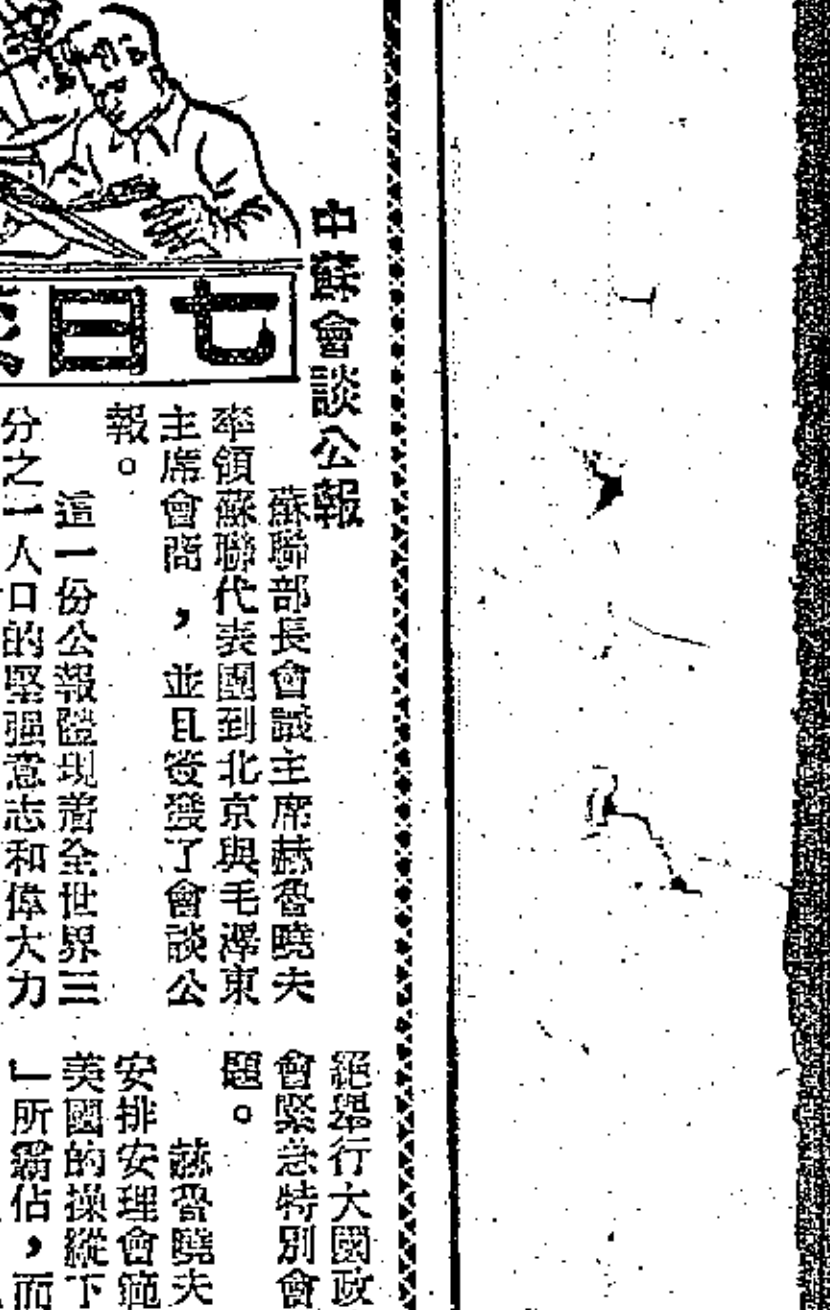 中蘇會談公報
七日
蘇聯部長會議主席赫魯曉夫
率領蘇聯代表團到北京與毛澤東
主席會商，並且簽發了會談公
報。
這一份公報體現著全世界三
分之一人口的堅强意志和偉大力
絕舉行大國政
會緊急特別會
題。
赫魯曉夫
安排安理會範
美國的操縱下
」所霸佔，而